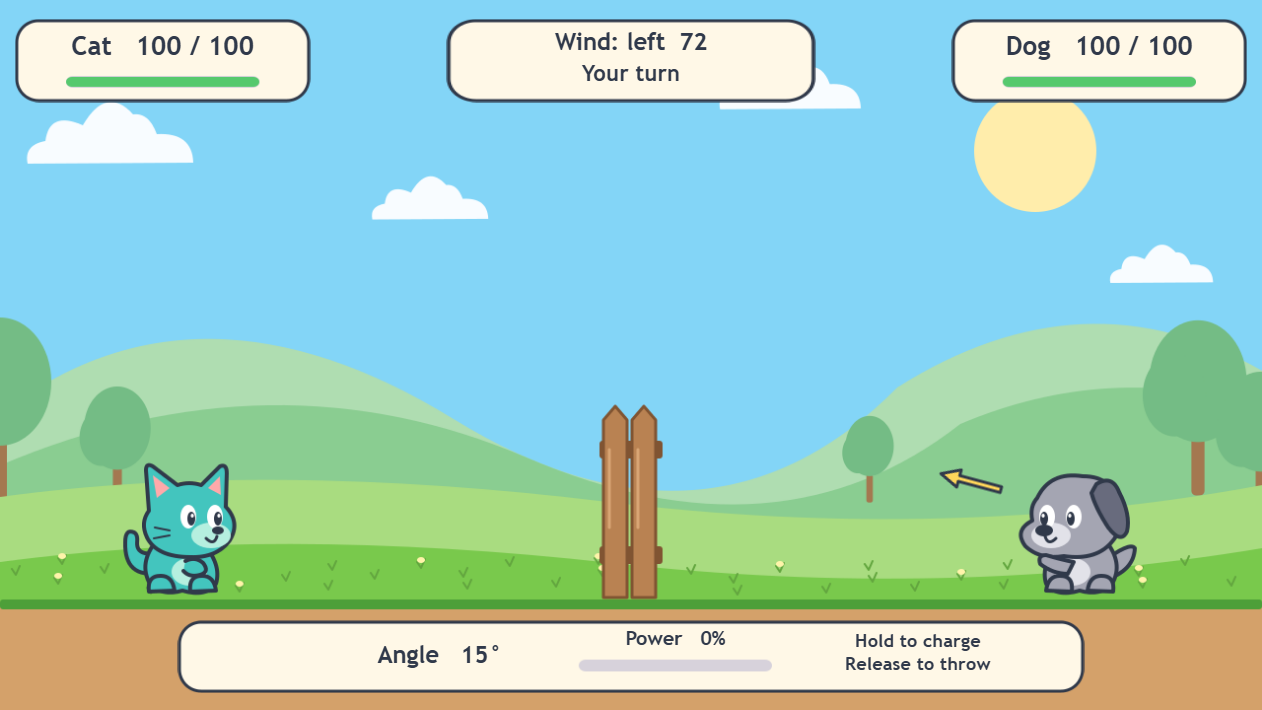 Cat 100 / 100
Wind: left 72
Your turn
Dog 100 / 100
Angle 15°
Power 0%
Hold to charge
Release to throw